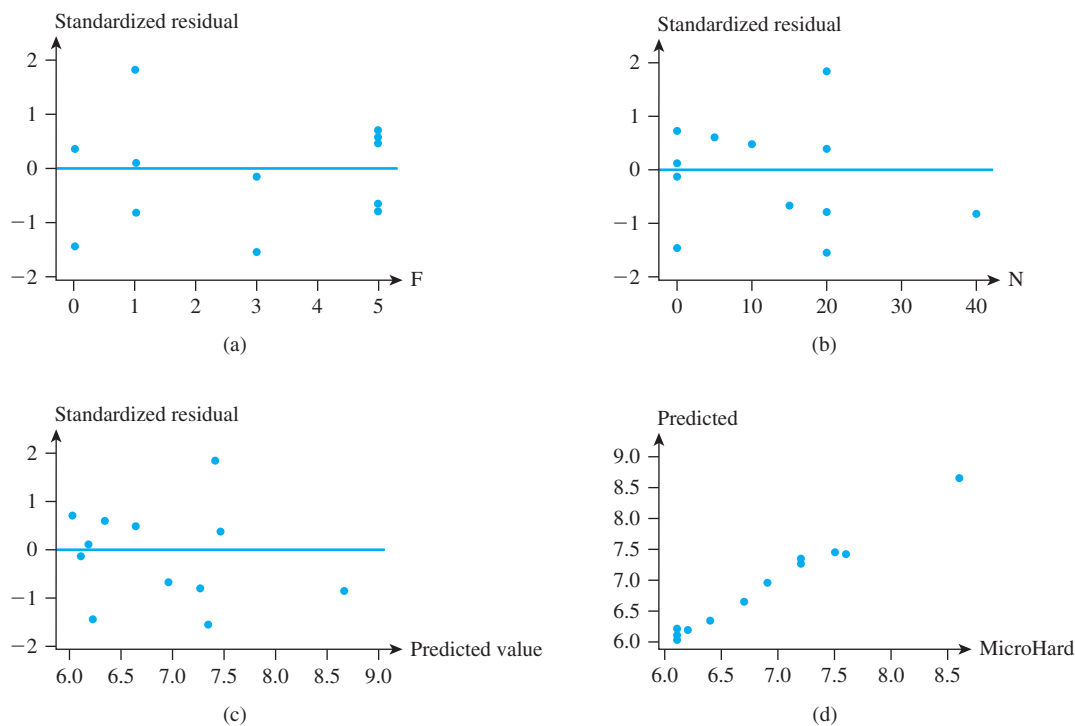 Standardized residual
2
1
0
−1
−2
0 1 2 3 4 5
F
(a)
Standardized residual
2
1
0
−1
−2
0 10 20 30 40
N
(b)
Standardized residual
2
1
0
−1
−2
6.0 6.5 7.0 7.5 8.0 8.5 9.0
Predicted value
(c)
Predicted
9.0
8.5
8.0
7.5
7.0
6.5
6.0
6.0 6.5 7.0 7.5 8.0 8.5
MicroHard
(d)